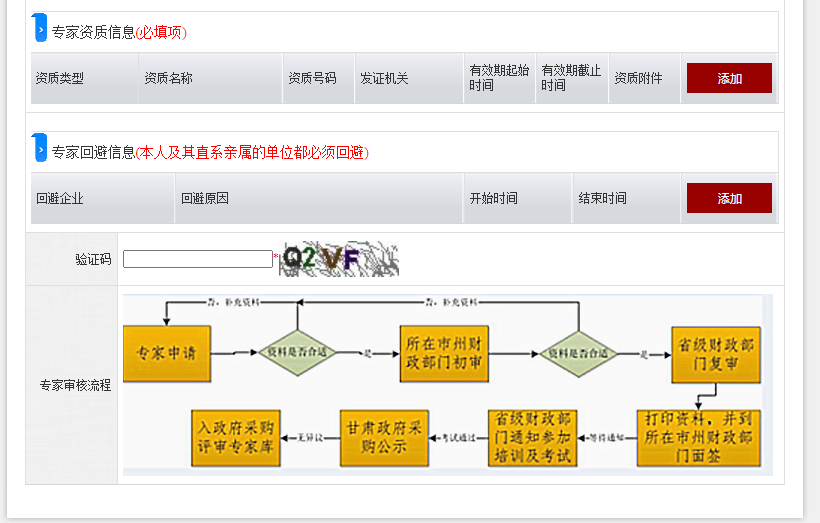 专家资质信息(必填项)
资质类型 资质名称 资质号码 发证机关 有效期起始时间 有效期截止时间 资质附件 添加
专家回避信息(本人及其直系亲属的单位都必须回避)
回避企业 回避原因 开始时间 结束时间 添加
验证码 * Q2VF
专家审核流程
否，补充资料 否，补充资料
专家申请 资料是否合适 是 所在市州财政部门初审 资料是否合适 是 省级财政部门复审
入政府采购评审专家库 无异议 甘肃政府采购公示 考试通过 省级财政部门通知参加培训及考试 等待通知 打印资料，并到所在市州财政部门面签